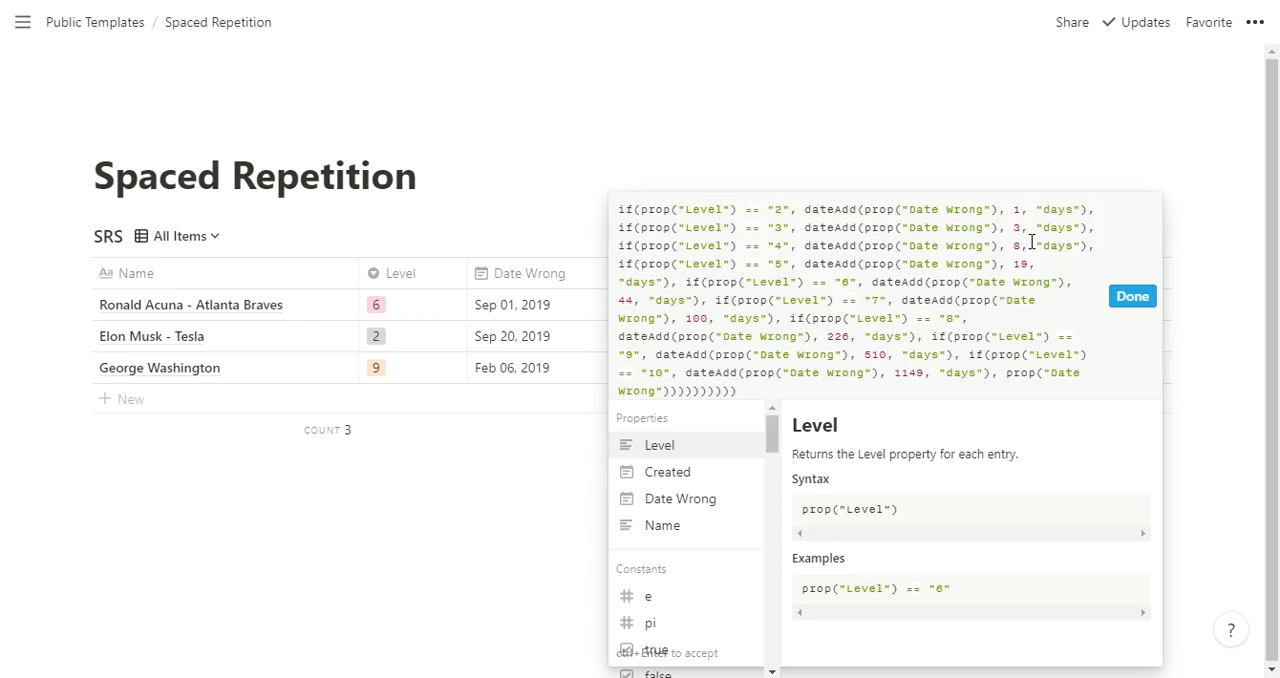 Public Templates / Spaced Repetition
Share Updates Favorite •••
Spaced Repetition
SRS All Items
Aa Name Level Date Wrong
Ronald Acuna - Atlanta Braves 6 Sep 01, 2019
Elon Musk - Tesla 2 Sep 20, 2019
George Washington 9 Feb 06, 2019
+ New
COUNT 3
if(prop("Level") == "2", dateAdd(prop("Date Wrong"), 1, "days"),
if(prop("Level") == "3", dateAdd(prop("Date Wrong"), 3, "days"),
if(prop("Level") == "4", dateAdd(prop("Date Wrong"), 8, "days"),
if(prop("Level") == "5", dateAdd(prop("Date Wrong"), 19,
"days"), if(prop("Level") == "6", dateAdd(prop("Date Wrong"),
44, "days"), if(prop("Level") == "7", dateAdd(prop("Date
Wrong"), 100, "days"), if(prop("Level") == "8",
dateAdd(prop("Date Wrong"), 226, "days"), if(prop("Level") ==
"9", dateAdd(prop("Date Wrong"), 510, "days"), if(prop("Level")
== "10", dateAdd(prop("Date Wrong"), 1149, "days"), prop("Date
Wrong"))))))))))
Done
Properties
Level
Created
Date Wrong
Name
Constants
e
pi
true
false
ctrl+Enter to accept
Level
Returns the Level property for each entry.
Syntax
prop("Level")
Examples
prop("Level") == "6"
?